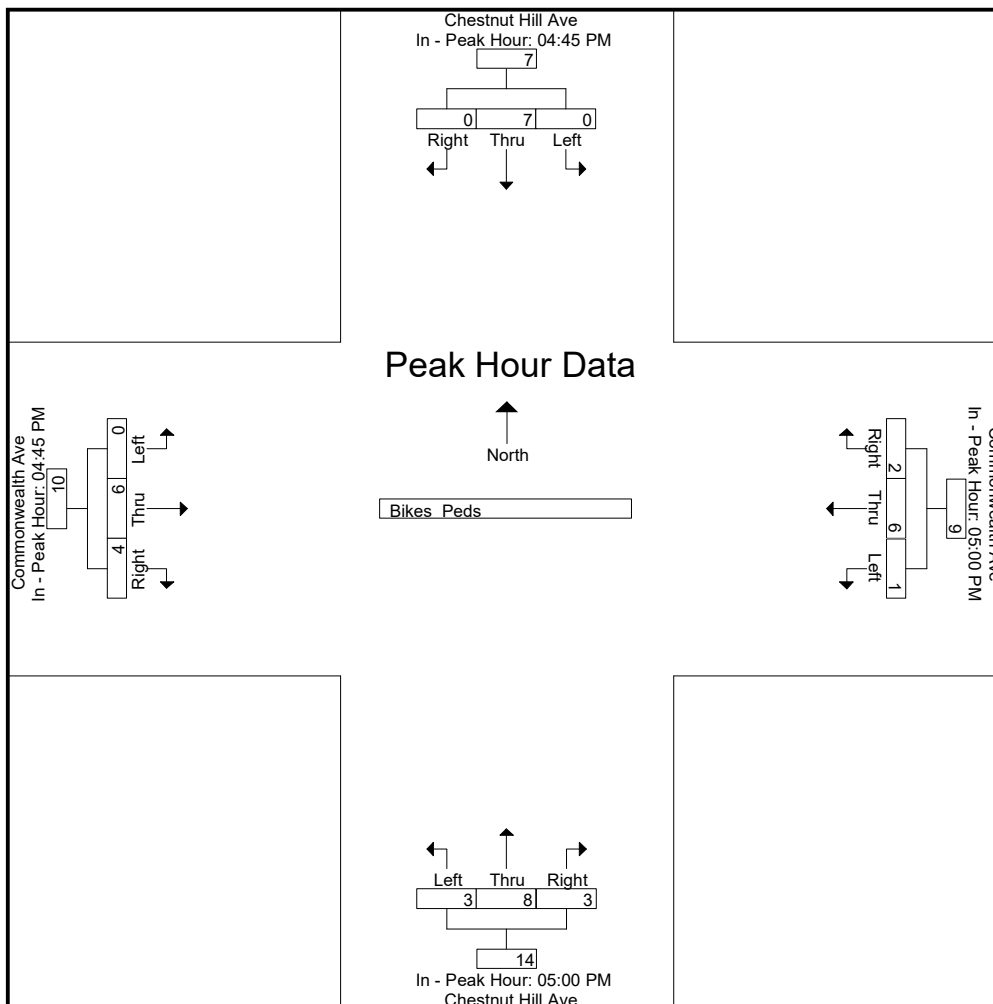 Chestnut Hill Ave
In - Peak Hour: 04:45 PM
7
0 7 0
Right Thru Left
Peak Hour Data
North
Bikes Peds
Commonwealth Ave
In - Peak Hour: 04:45 PM
10
0 6 4
Left Thru Right
Commonwealth Ave
In - Peak Hour: 05:00 PM
9
2 6 1
Right Thru Left
Left Thru Right
3 8 3
14
In - Peak Hour: 05:00 PM
Chestnut Hill Ave